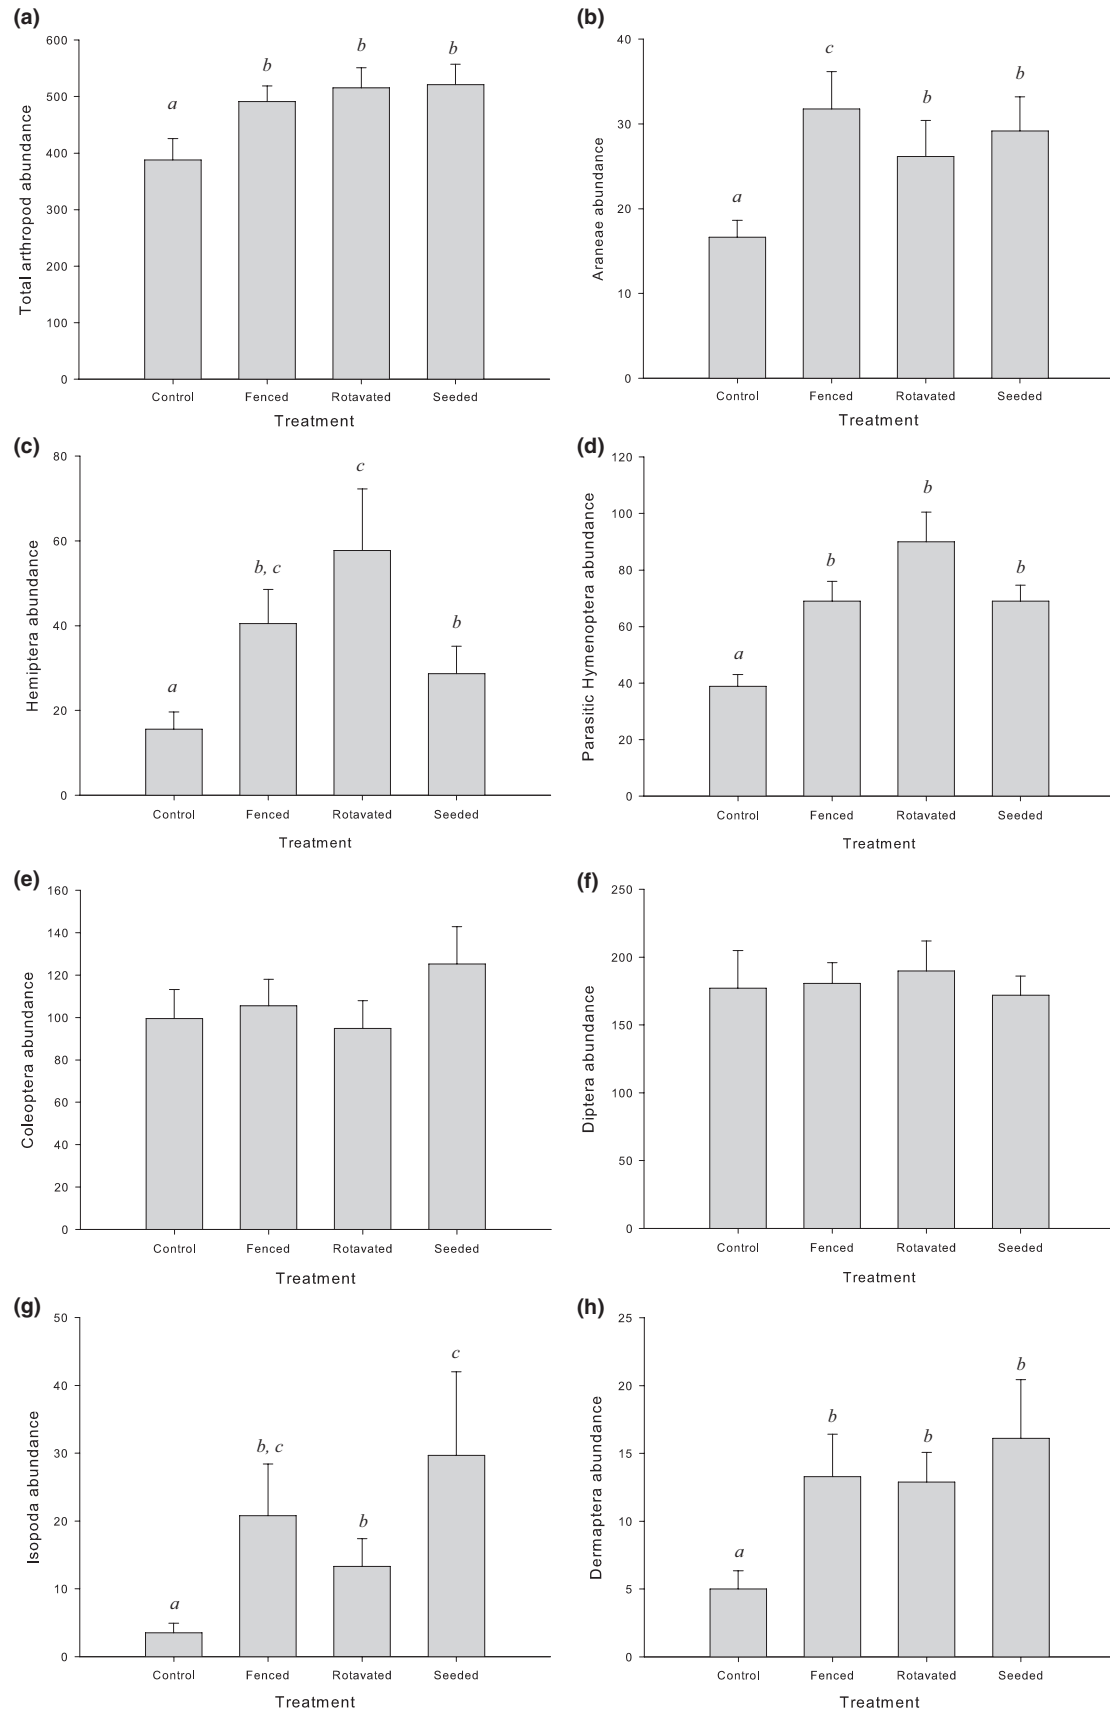 (a)
600
500
400
300
200
100
0
Total arthropod abundance
a
b
b
b
Control Fenced Rotavated Seeded
Treatment
(b)
40
30
20
10
0
Araneae abundance
a
c
b
b
Control Fenced Rotavated Seeded
Treatment
(c)
80
60
40
20
0
Hemiptera abundance
a
b, c
c
b
Control Fenced Rotavated Seeded
Treatment
(d)
120
100
80
60
40
20
0
Parasitic Hymenoptera abundance
a
b
b
b
Control Fenced Rotavated Seeded
Treatment
(e)
160
140
120
100
80
60
40
20
0
Coleoptera abundance
Control Fenced Rotavated Seeded
Treatment
(f)
250
200
150
100
50
0
Diptera abundance
Control Fenced Rotavated Seeded
Treatment
(g)
50
40
30
20
10
0
Isopoda abundance
a
b, c
b
c
Control Fenced Rotavated Seeded
Treatment
(h)
25
20
15
10
5
0
Dermaptera abundance
a
b
b
b
Control Fenced Rotavated Seeded
Treatment